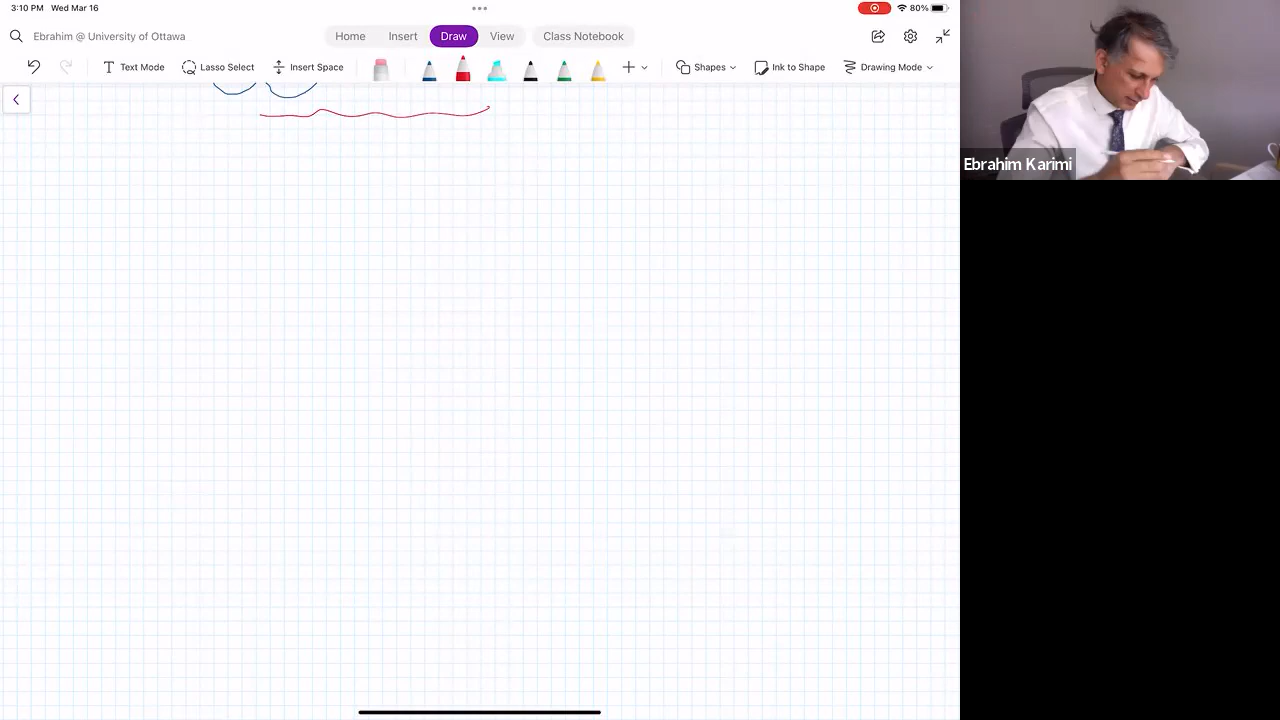 3:10 PM Wed Mar 16
80%
Ebrahim @ University of Ottawa
Home Insert Draw View Class Notebook
Text Mode Lasso Select Insert Space Shapes Ink to Shape Drawing Mode
Ebrahim Karimi